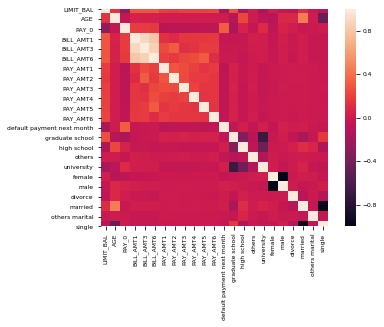 LIMIT_BAL
AGE
PAY_0
BILL_AMT1
BILL_AMT3
BILL_AMT6
PAY_AMT1
PAY_AMT2
PAY_AMT3
PAY_AMT4
PAY_AMT5
PAY_AMT6
default payment next month
graduate school
high school
others
university
female
male
divorce
married
others marital
single
0.8
0.4
0.0
−0.4
−0.8
LIMIT_BAL
AGE
PAY_0
BILL_AMT1
BILL_AMT3
BILL_AMT6
PAY_AMT1
PAY_AMT2
PAY_AMT3
PAY_AMT4
PAY_AMT5
PAY_AMT6
default payment next month
graduate school
high school
others
university
female
male
divorce
married
others marital
single